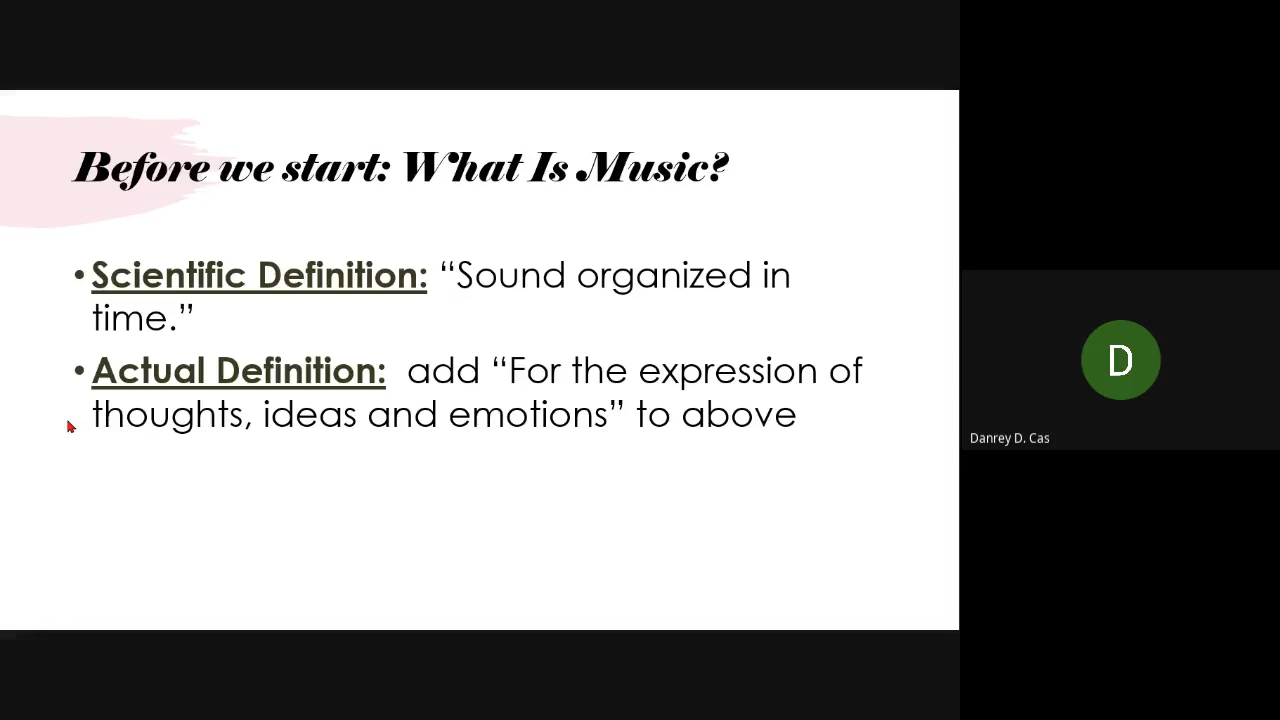 Before we start: What Is Music?
• Scientific Definition: “Sound organized in
time.”
• Actual Definition: add “For the expression of
thoughts, ideas and emotions” to above
D
Danrey D. Cas